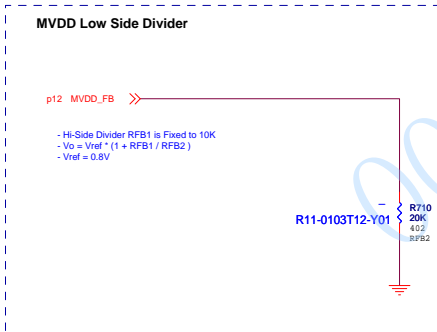 MVDD Low Side Divider
p12 MVDD_FB
- Hi-Side Divider RFB1 is Fixed to 10K
- Vo = Vref * (1 + RFB1 / RFB2 )
- Vref = 0.8V
R710
R11-0103T12-Y01
20K
402
RFB2